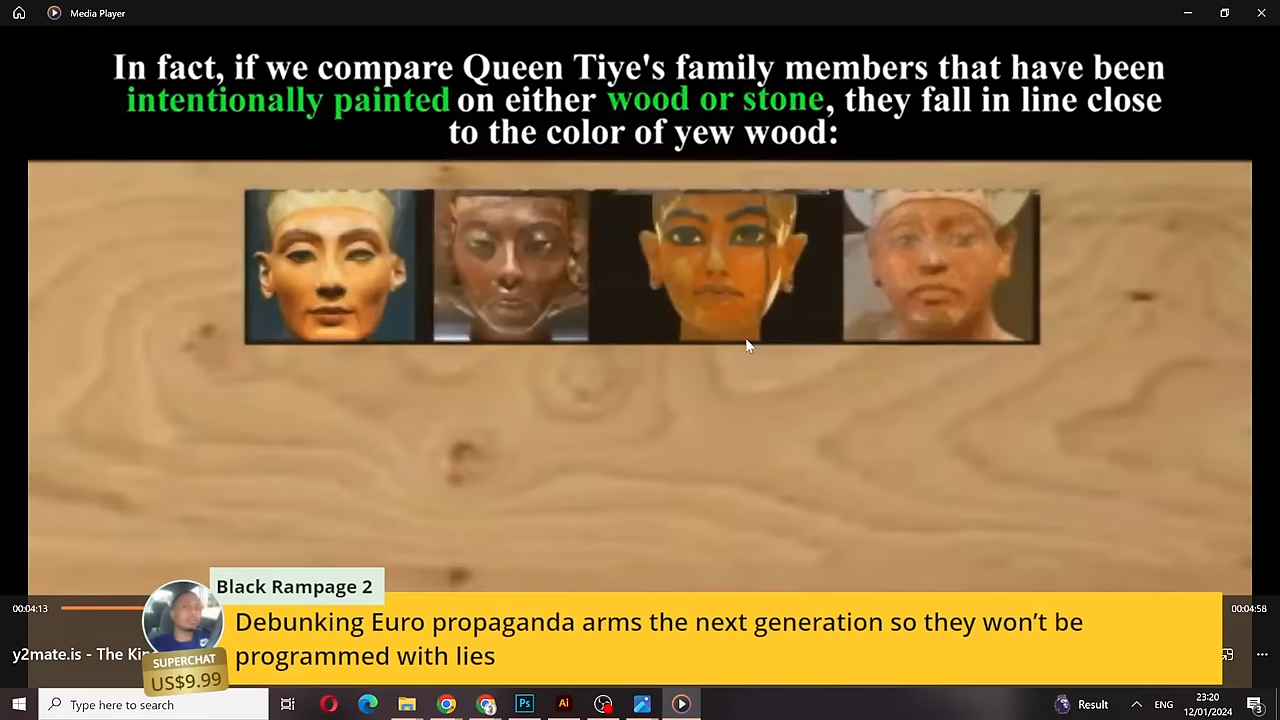 Media Player
In fact, if we compare Queen Tiye's family members that have been
intentionally painted on either wood or stone, they fall in line close
to the color of yew wood:
Black Rampage 2
00:04:13
00:04:58
Debunking Euro propaganda arms the next generation so they won't be
programmed with lies
y2mate.is - The Kin
SUPERCHAT
US$9.99
Type here to search
Ps
Ai
Result
ENG
23:20
12/01/2024
3